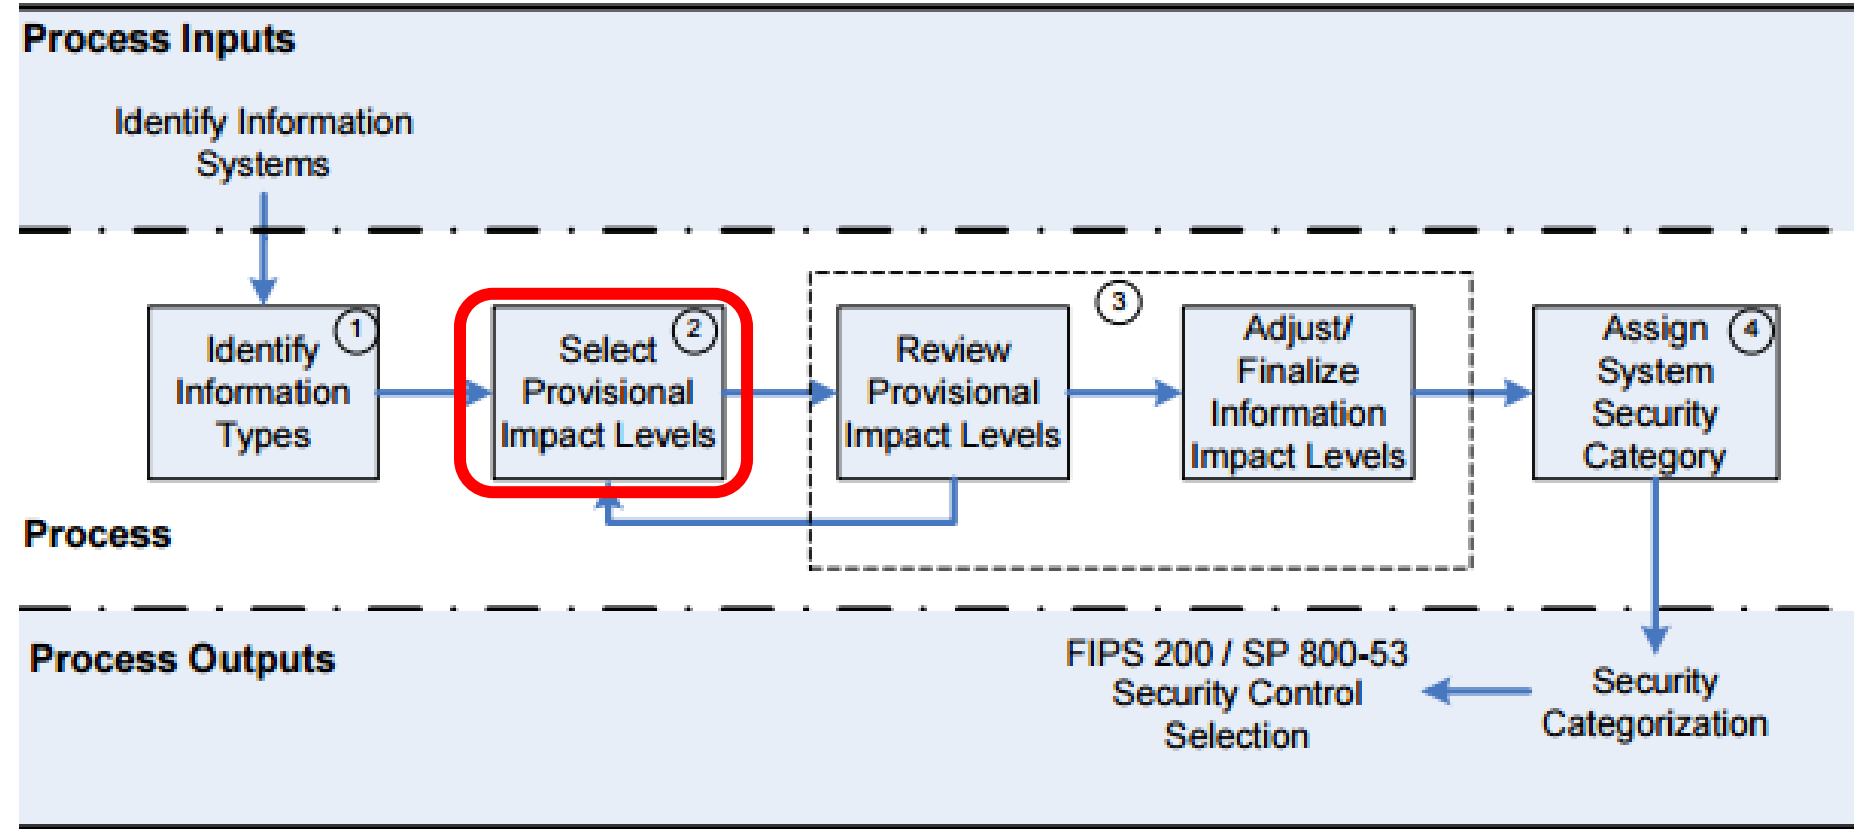 Process Inputs
Identify Information
Systems
1
Identify
Information
Types
2
Select
Provisional
Impact Levels
3
Review
Provisional
Impact Levels
Adjust/
Finalize
Information
Impact Levels
4
Assign
System
Security
Category
Process
Process Outputs
FIPS 200 / SP 800-53
Security Control
Selection
Security
Categorization